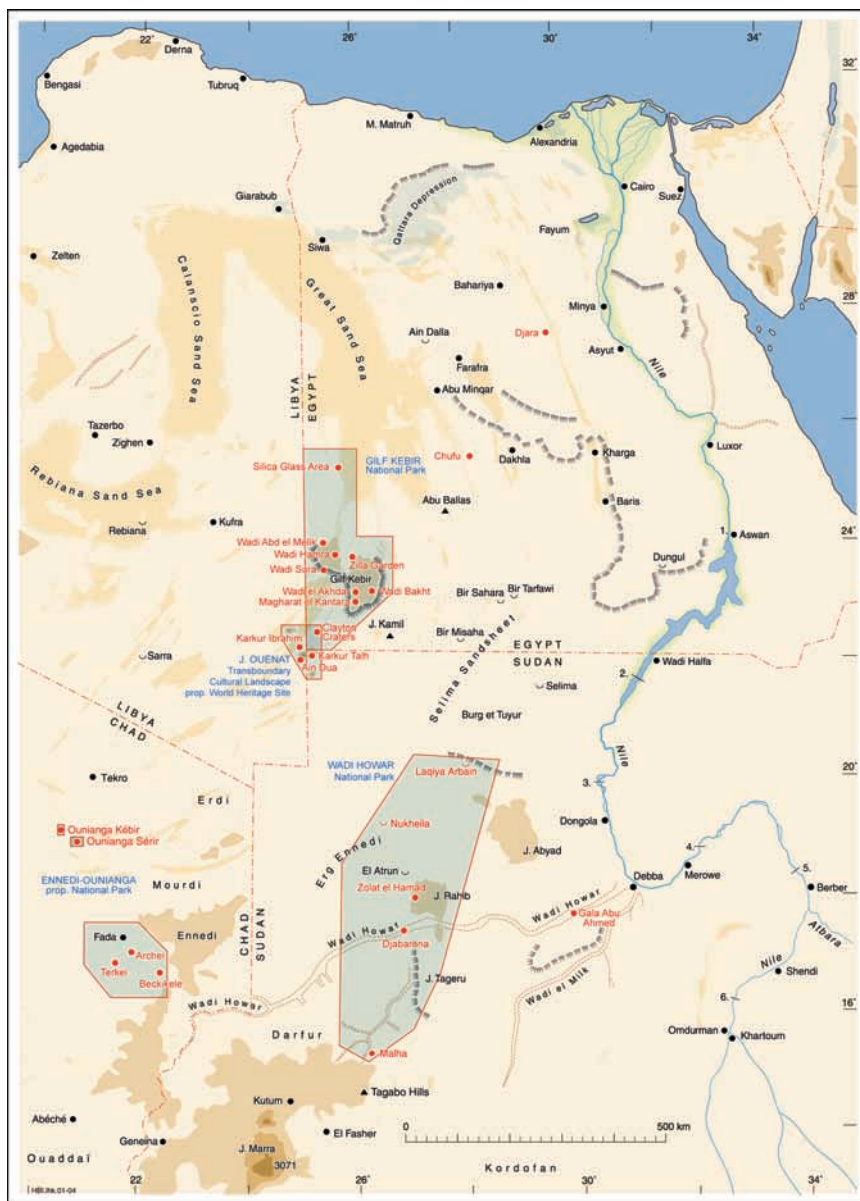 22˚
26˚
30˚
34˚
Derna
32˚
Bengasi
Tubruq
M. Matruh
Alexandria
Agedabia
Cairo
Suez
Giarabub
Qattara Depression
Fayum
Siwa
Zelten
Calanscio Sand Sea
Great Sand Sea
Bahariya
28˚
Minya
Ain Dalla
Djara
Farafra
Asyut
Nile
LIBYA
EGYPT
Abu Minqar
Tazerbo
Zighen
GILF KEBIR
National Park
Silica Glass Area
Chufu
Dakhla
Kharga
Luxor
Rebiana Sand Sea
Abu Ballas
Baris
Rebiana
Kufra
Wadi Abd el Melik
1.
Aswan
24˚
Wadi Hamra
Zilla Garden
Dungul
Wadi Sura
Gilf Kebir
Wadi el Akhdar
Wadi Bakht
Bir Sahara
Bir Tarfawi
Magharat el Kantara
J. Kamil
Clayton
Craters
Bir Misaha
Karkur Ibrahim
EGYPT
SUDAN
Sarra
Karkur Talh
J. OUENAT
Ain Dua
Transboundary
Cultural Landscape
prop. World Heritage Site
Selima Sandsheet
2.
Wadi Halfa
Selima
Burg et Tuyur
LIBYA
CHAD
WADI HOWAR
National Park
Laqiya Arbain
Nile
20˚
Tekro
3.
Erdi
Ounianga Kébir
Ounianga Sérir
Nukheila
Dongola
Erg Ennedi
J. Abyad
4.
ENNEDI-OUNIANGA
prop. National Park
Mourdi
El Atrun
Zolat el Hamad
J. Rahib
Debba
Merowe
5.
Berber
Fada
Ennedi
CHAD
SUDAN
Wadi Howar
Wadi Howar
Gala Abu
Ahmed
Archei
Terkei
Beckikele
Djabarona
Atbara
Nile
J. Tageru
Wadi el Milk
Shendi
Wadi Howar
6.
16˚
Darfur
Omdurman
Khartoum
Malha
Tagabo Hills
Kutum
Abéché
0
500 km
Geneina
El Fasher
Ouaddaï
J. Marra
3071
Kordofan
22
26˚
30˚
34˚